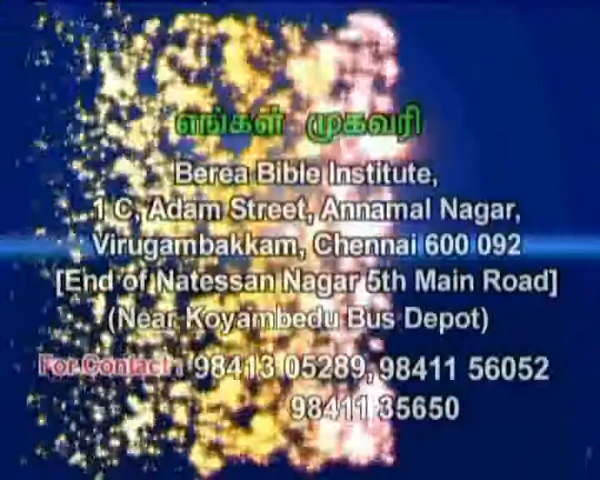 எங்கள் முகவரி
Berea Bible Institute,
1 C, Adam Street, Annamal Nagar,
Virugambakkam, Chennai 600 092
[End of Natessan Nagar 5th Main Road]
(Near Koyambedu Bus Depot)
For Contact : 98413 05289, 98411 56052
98411 35650